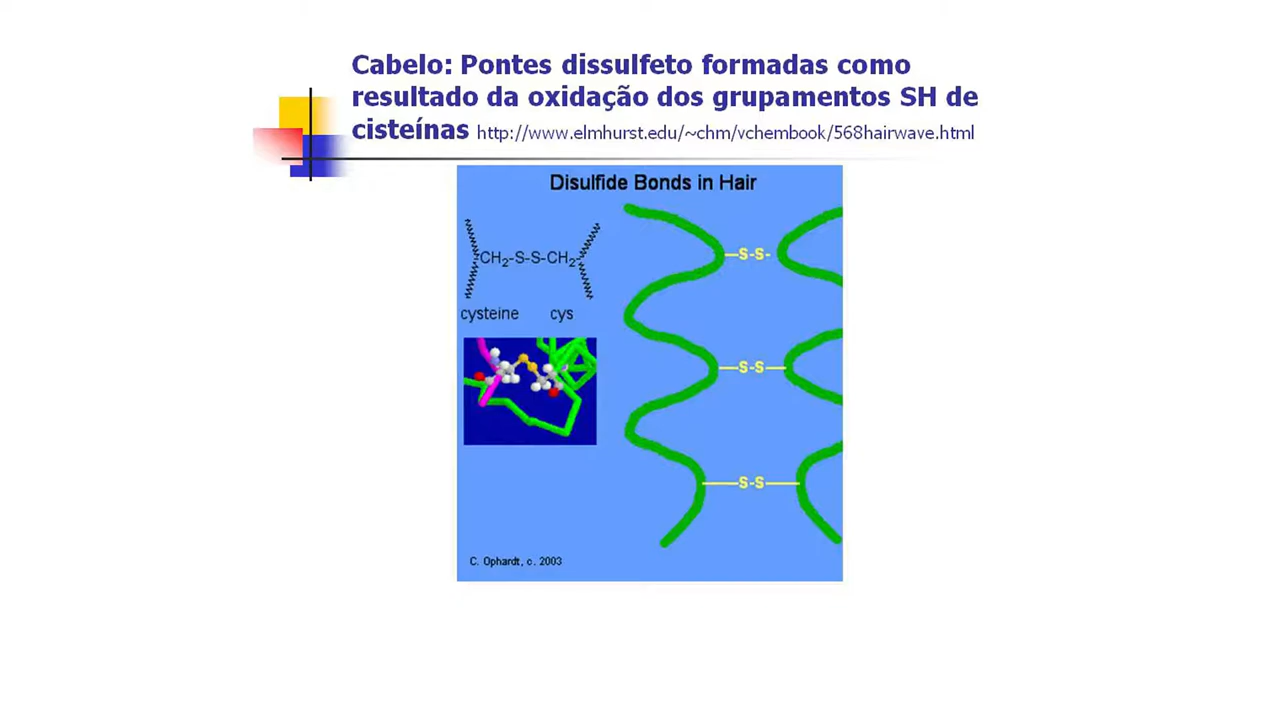 Cabelo: Pontes dissulfeto formadas como
resultado da oxidação dos grupamentos SH de
cisteínas http://www.elmhurst.edu/~chm/vchembook/568hairwave.html
Disulfide Bonds in Hair
CH2-S-S-CH2-
cysteine cys
-S-S-
-S-S-
-S-S-
C. Ophardt, c. 2003